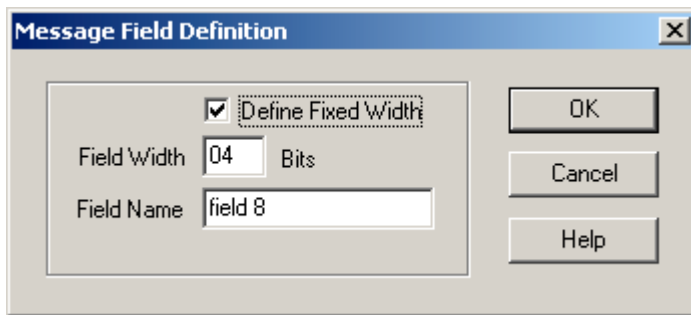 Message Field Definition
Define Fixed Width
OK
Field Width 04 Bits
Cancel
Field Name field 8
Help